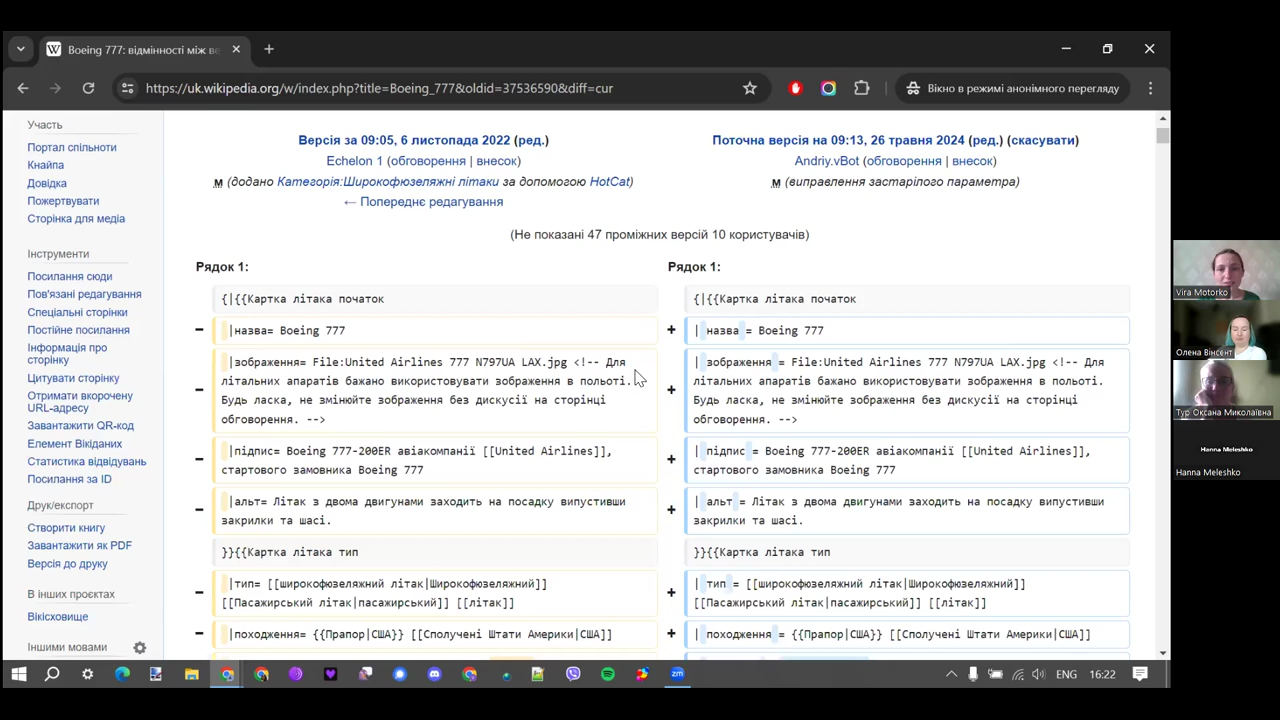 Boeing 777: відмінності між ве
https://uk.wikipedia.org/w/index.php?title=Boeing_777&oldid=37536590&diff=cur
Вікно в режимі анонімного перегляду
Участь
Портал спільноти
Кнайпа
Довідка
Пожертвувати
Сторінка для медіа
Інструменти
Посилання сюди
Пов'язані редагування
Спеціальні сторінки
Постійне посилання
Інформація про
сторінку
Цитувати сторінку
Отримати вкорочену
URL-адресу
Завантажити QR-код
Елемент Вікіданих
Статистика відвідувань
Посилання за ID
Друк/експорт
Створити книгу
Завантажити як PDF
Версія до друку
В інших проєктах
Вікісховище
Іншими мовами
Версія за 09:05, 6 листопада 2022 (ред.)
Echelon 1 (обговорення | внесок)
м (додано Категорія:Широкофюзеляжні літаки за допомогою HotCat)
← Попереднє редагування
Поточна версія на 09:13, 26 травня 2024 (ред.) (скасувати)
Andriy.vBot (обговорення | внесок)
м (виправлення застарілого параметра)
(Не показані 47 проміжних версій 10 користувачів)
Рядок 1:
{|{{Картка літака початок
− |назва= Boeing 777
− |зображення= File:United Airlines 777 N797UA LAX.jpg <!-- Для
літальних апаратів бажано використовувати зображення в польоті.
Будь ласка, не змінюйте зображення без дискусії на сторінці
обговорення. -->
− |підпис= Boeing 777-200ER авіакомпанії [[United Airlines]],
стартового замовника Boeing 777
− |альт= Літак з двома двигунами заходить на посадку випустивши
закрилки та шасі.
}}{{Картка літака тип
− |тип= [[широкофюзеляжний літак|Широкофюзеляжний]]
[[Пасажирський літак|пасажирський]] [[літак]]
− |походження= {{Прапор|США}} [[Сполучені Штати Америки|США]]
Рядок 1:
{|{{Картка літака початок
+ | назва = Boeing 777
+ | зображення = File:United Airlines 777 N797UA LAX.jpg <!-- Для
літальних апаратів бажано використовувати зображення в польоті.
Будь ласка, не змінюйте зображення без дискусії на сторінці
обговорення. -->
+ | підпис = Boeing 777-200ER авіакомпанії [[United Airlines]],
стартового замовника Boeing 777
+ | альт = Літак з двома двигунами заходить на посадку випустивши
закрилки та шасі.
}}{{Картка літака тип
+ | тип = [[широкофюзеляжний літак|Широкофюзеляжний]]
[[Пасажирський літак|пасажирський]] [[літак]]
+ | походження = {{Прапор|США}} [[Сполучені Штати Америки|США]]
Vira Motorko
Олена Вінсент
Тур Оксана Миколаївна
Hanna Meleshko
Hanna Meleshko
ENG
16:22